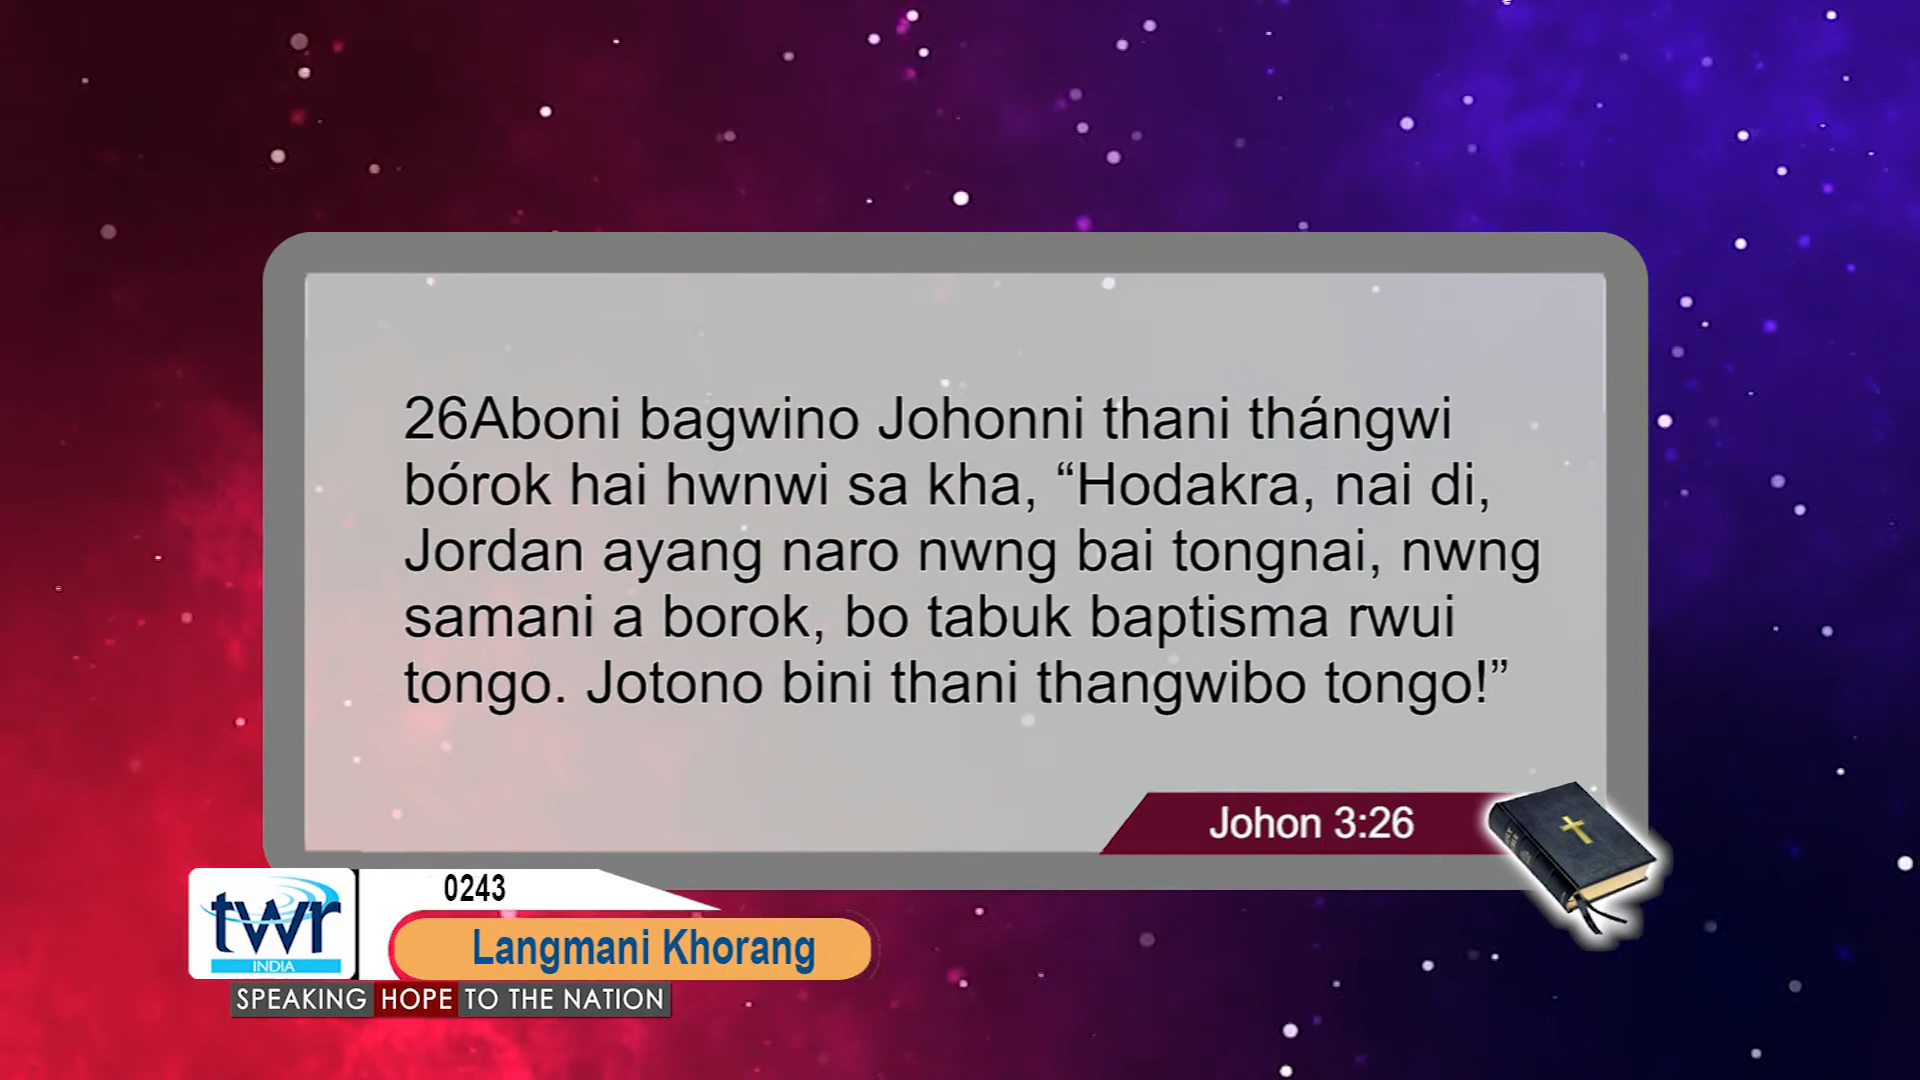 26Aboni bagwino Johonni thani thángwi
bórok hai hwnwi sa kha, “Hodakra, nai di,
Jordan ayang naro nwng bai tongnai, nwng
samani a borok, bo tabuk baptisma rwui
tongo. Jotono bini thani thangwibo tongo!”
Johon 3:26
0243
twr
INDIA
Langmani Khorang
SPEAKING HOPE TO THE NATION